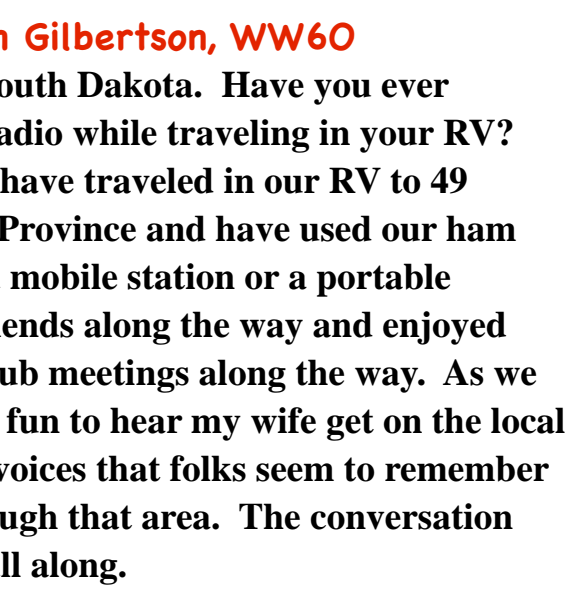 n Gilbertson, WW6O
outh Dakota.  Have you ever
adio while traveling in your RV?
have traveled in our RV to 49
Province and have used our ham
mobile station or a portable
ends along the way and enjoyed
ub meetings along the way.  As we
fun to hear my wife get on the local
voices that folks seem to remember
ugh that area.  The conversation
ll along.